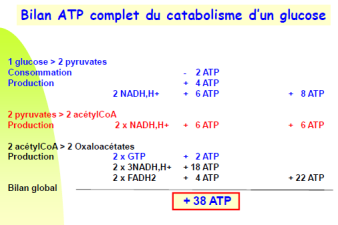 Bilan ATP complet du catabolisme d'un glucose
1 glucose > 2 pyruvates
Consommation - 2 ATP
Production + 4 ATP
2 NADH,H+ + 6 ATP + 8 ATP
2 pyruvates > 2 acétylCoA
Production 2 x NADH,H+ + 6 ATP + 6 ATP
2 acétylCoA > 2 Oxaloacétates
Production 2 x GTP + 2 ATP
2 x 3NADH,H+ + 18 ATP
2 x FADH2 + 4 ATP + 22 ATP
Bilan global
+ 38 ATP